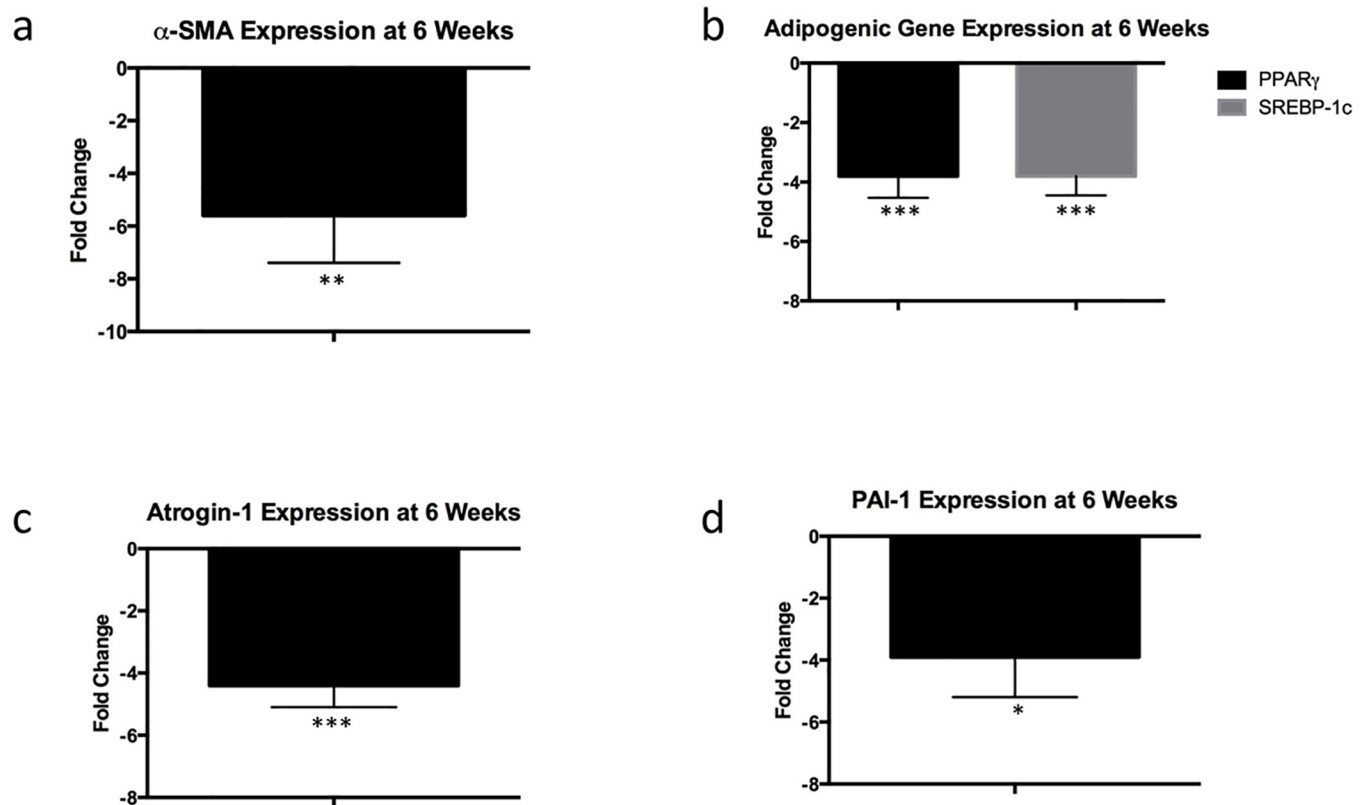 a
α-SMA Expression at 6 Weeks
Fold Change
0
-2
-4
-6
-8
-10
**
b
Adipogenic Gene Expression at 6 Weeks
Fold Change
0
-2
-4
-6
-8
***
***
PPARγ
SREBP-1c
c
Atrogin-1 Expression at 6 Weeks
Fold Change
0
-2
-4
-6
-8
***
d
PAI-1 Expression at 6 Weeks
Fold Change
0
-2
-4
-6
-8
*